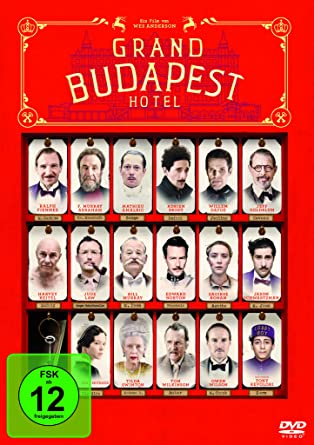 Ein Film von
WES ANDERSON
GRAND
BUDAPEST
HOTEL
RALPH FIENNES
F. MURRAY ABRAHAM
MATHIEU AMALRIC
ADRIEN BRODY
WILLEM DAFOE
JEFF GOLDBLUM
HARVEY KEITEL
JUDE LAW
BILL MURRAY
EDWARD NORTON
SAOIRSE RONAN
JASON SCHWARTZMAN
TILDA SWINTON
TOM WILKINSON
OWEN WILSON
TONY REVOLORI
LOBBY BOY
FSK
ab
12
freigegeben
DVD
VIDEO